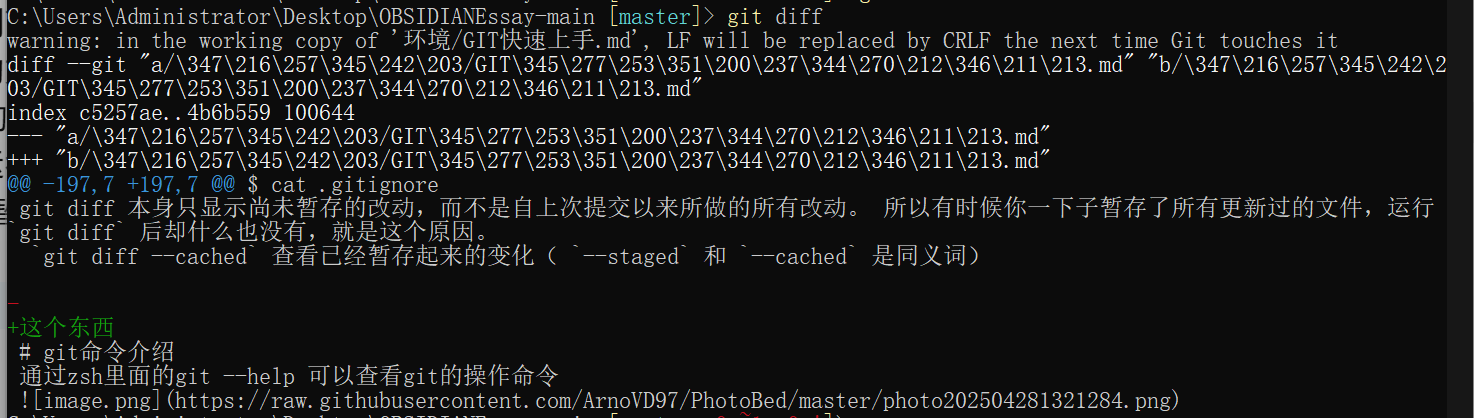 C:\Users\Administrator\Desktop\OBSIDIANEssay-main [master]> git diff
warning: in the working copy of '环境/GIT快速上手.md', LF will be replaced by CRLF the next time Git touches it
diff --git "a/\347\216\257\345\242\203/GIT\345\277\253\351\200\237\344\270\212\346\211\213.md" "b/\347\216\257\345\242\2
03/GIT\345\277\253\351\200\237\344\270\212\346\211\213.md"
index c5257ae..4b6b559 100644
--- "a/\347\216\257\345\242\203/GIT\345\277\253\351\200\237\344\270\212\346\211\213.md"
+++ "b/\347\216\257\345\242\203/GIT\345\277\253\351\200\237\344\270\212\346\211\213.md"
@@ -197,7 +197,7 @@ $ cat .gitignore
 git diff 本身只显示尚未暂存的改动，而不是自上次提交以来所做的所有改动。 所以有时候你一下子暂存了所有更新过的文件，运行
`git diff` 后却什么也没有，就是这个原因。
  `git diff --cached` 查看已经暂存起来的变化（ `--staged` 和 `--cached` 是同义词）
-
+这个东西
 # git命令介绍
 通过zsh里面的git --help 可以查看git的操作命令
 ![image.png](https://raw.githubusercontent.com/ArnoVD97/PhotoBed/master/photo202504281321284.png)